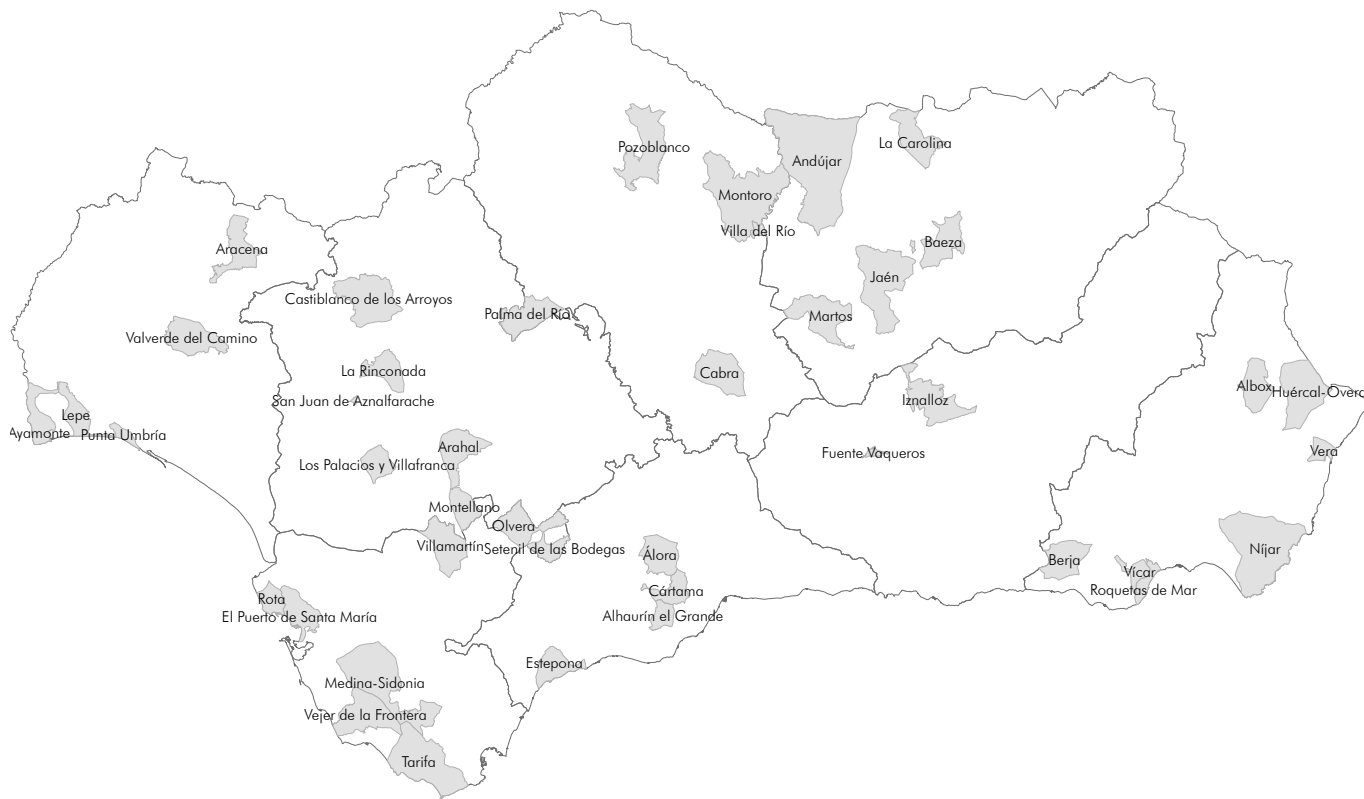 La Carolina
Pozoblanco
Andújar
Montoro
Villa del Río
Baeza
Aracena
Jaén
Castiblanco de los Arroyos
Palma del Río
Martos
Valverde del Camino
La Rinconada
Cabra
Albox
Huércal-Overa
San Juan de Aznalfarache
Iznalloz
Lepe
Ayamonte
Punta Umbría
Arahal
Fuente Vaqueros
Vera
Los Palacios y Villafranca
Montellano
Olvera
Villamartín
Setenil de las Bodegas
Álora
Níjar
Berja
Vícar
Cártama
Roquetas de Mar
Rota
El Puerto de Santa María
Alhaurín el Grande
Estepona
Medina-Sidonia
Vejer de la Frontera
Tarifa